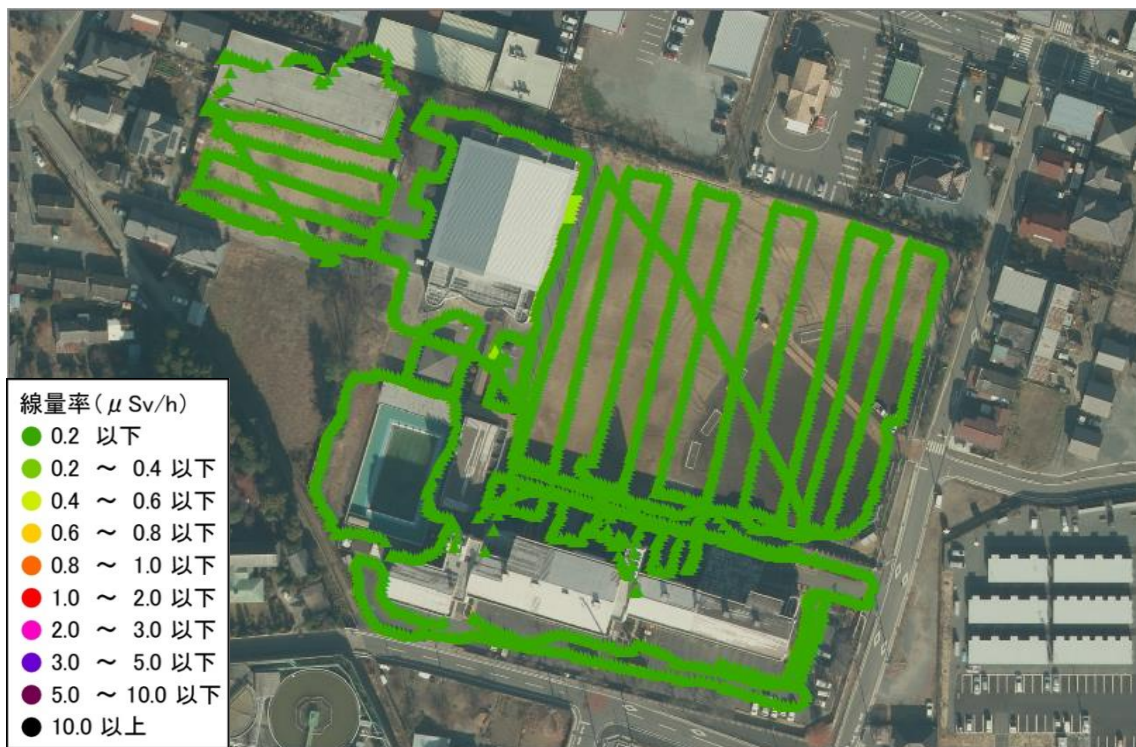 線量率(μSv/h)
0.2 以下
0.2 ～ 0.4 以下
0.4 ～ 0.6 以下
0.6 ～ 0.8 以下
0.8 ～ 1.0 以下
1.0 ～ 2.0 以下
2.0 ～ 3.0 以下
3.0 ～ 5.0 以下
5.0 ～ 10.0 以下
10.0 以上